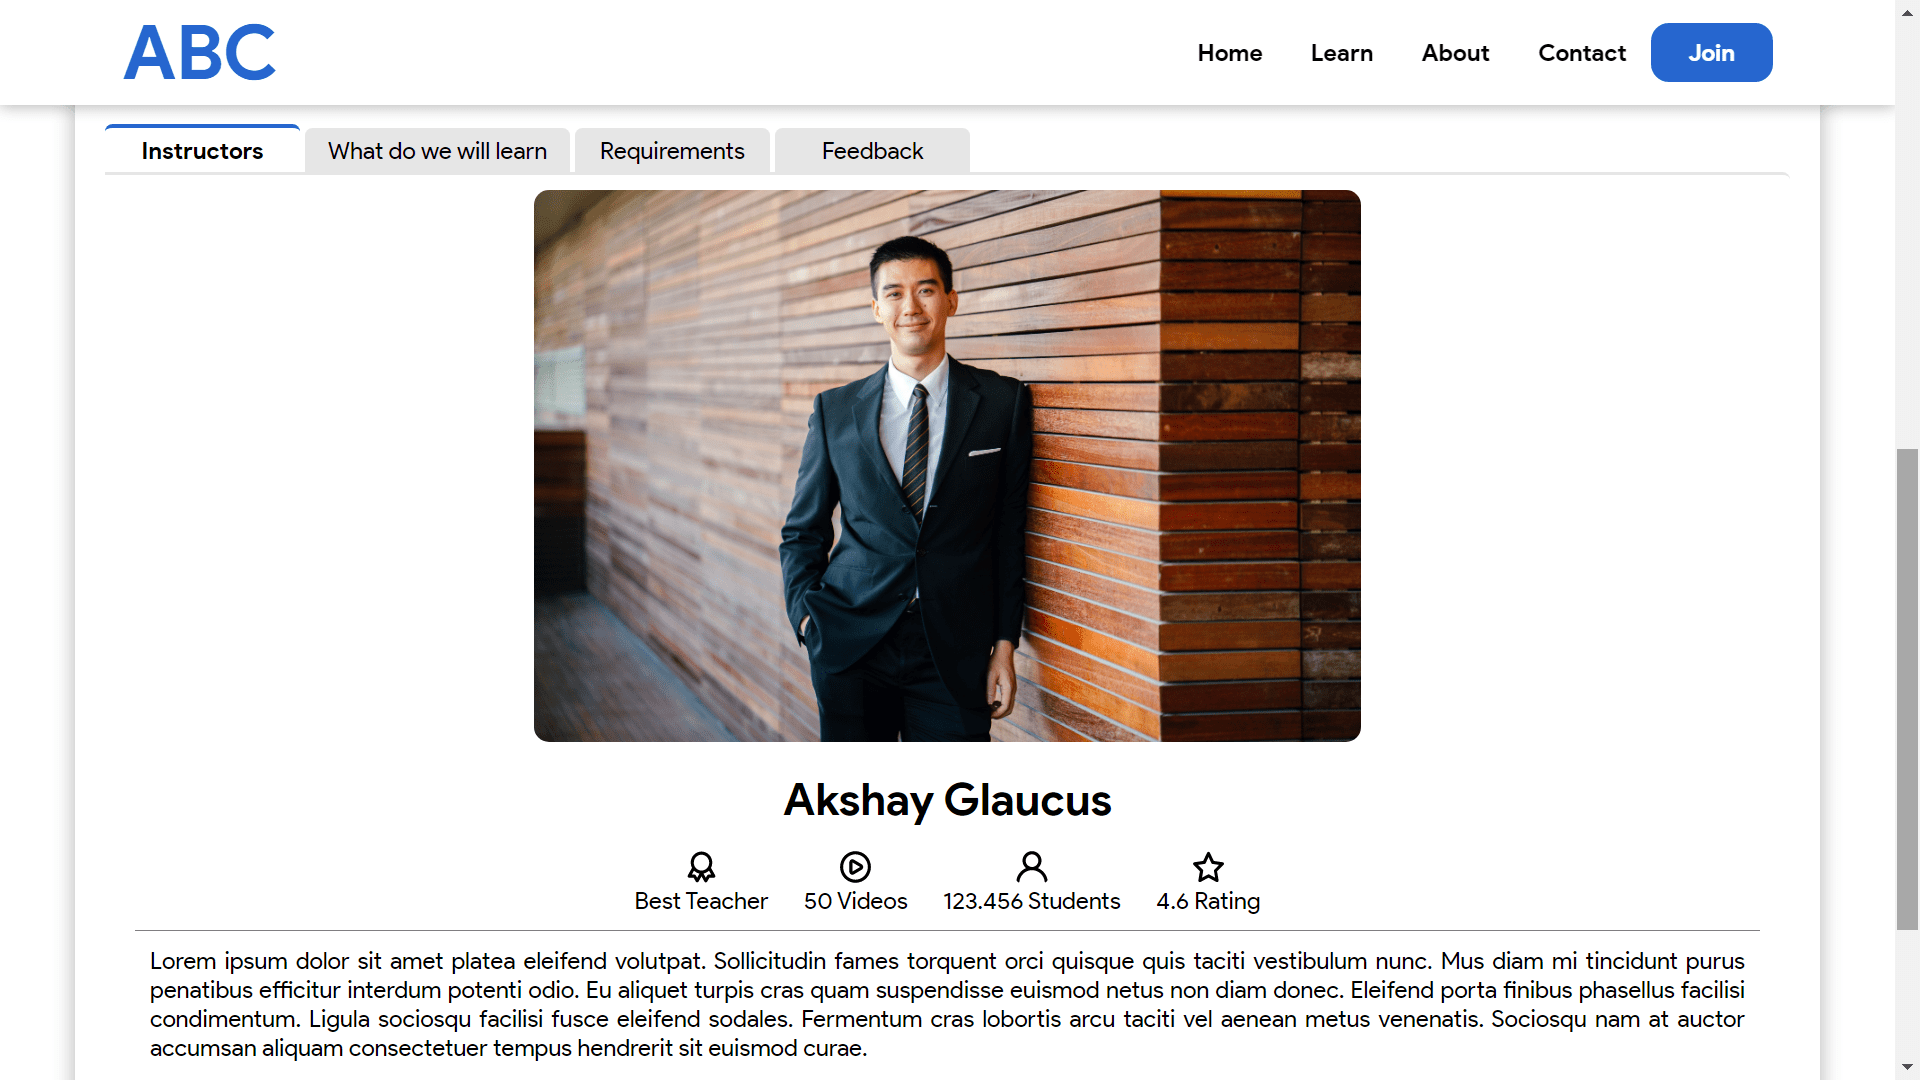 ABC
Home Learn About Contact Join
Instructors What do we will learn Requirements Feedback
Akshay Glaucus
Best Teacher 50 Videos 123.456 Students 4.6 Rating
Lorem ipsum dolor sit amet platea eleifend volutpat. Sollicitudin fames torquent orci quisque quis taciti vestibulum nunc. Mus diam mi tincidunt purus
penatibus efficitur interdum potenti odio. Eu aliquet turpis cras quam suspendisse euismod netus non diam donec. Eleifend porta finibus phasellus facilisi
condimentum. Ligula sociosqu facilisi fusce eleifend sodales. Fermentum cras lobortis arcu taciti vel aenean metus venenatis. Sociosqu nam at auctor
accumsan aliquam consectetuer tempus hendrerit sit euismod curae.